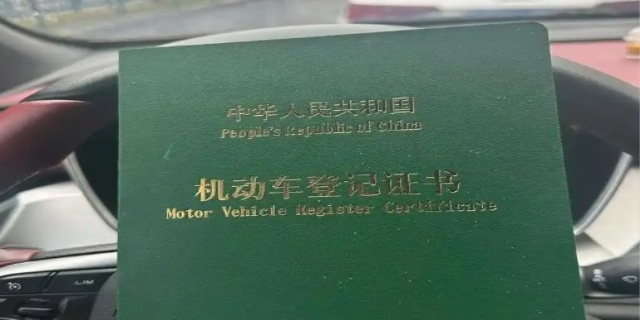 中华人民共和国
People's Republic of China
机动车登记证书
Motor Vehicle Register Certificate
LIM